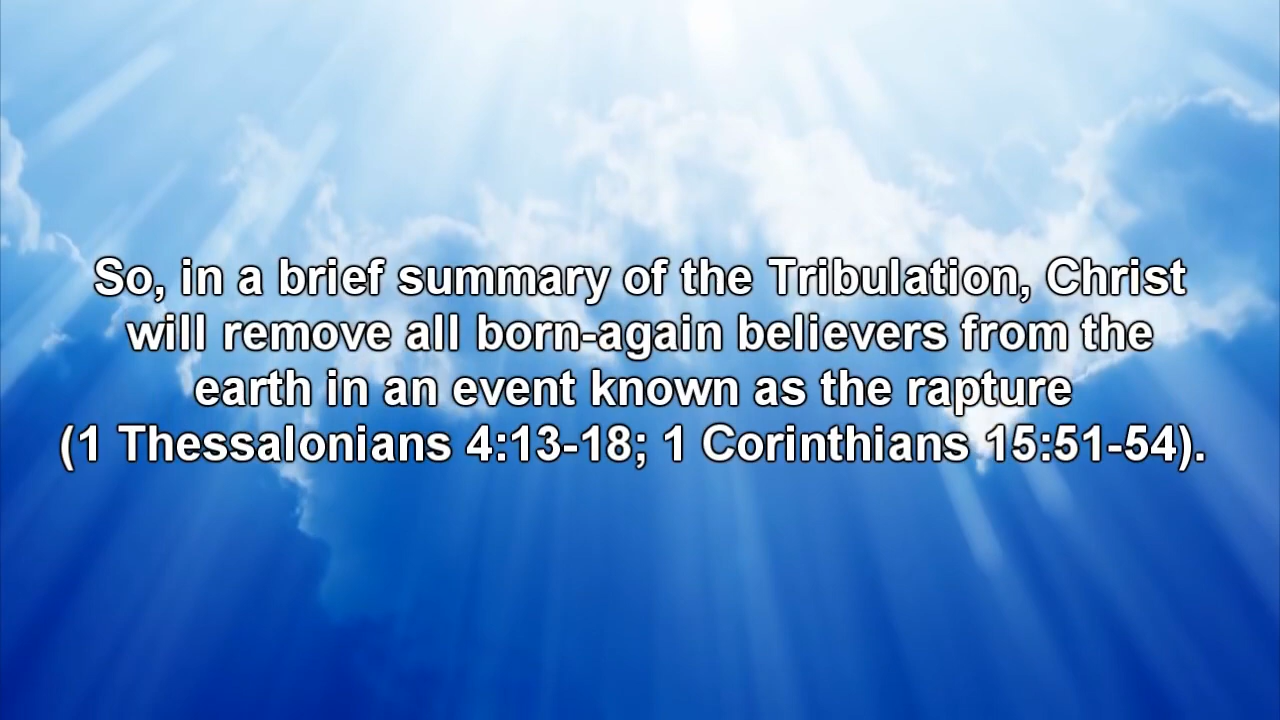 So, in a brief summary of the Tribulation, Christ
will remove all born-again believers from the
earth in an event known as the rapture
(1 Thessalonians 4:13-18; 1 Corinthians 15:51-54).